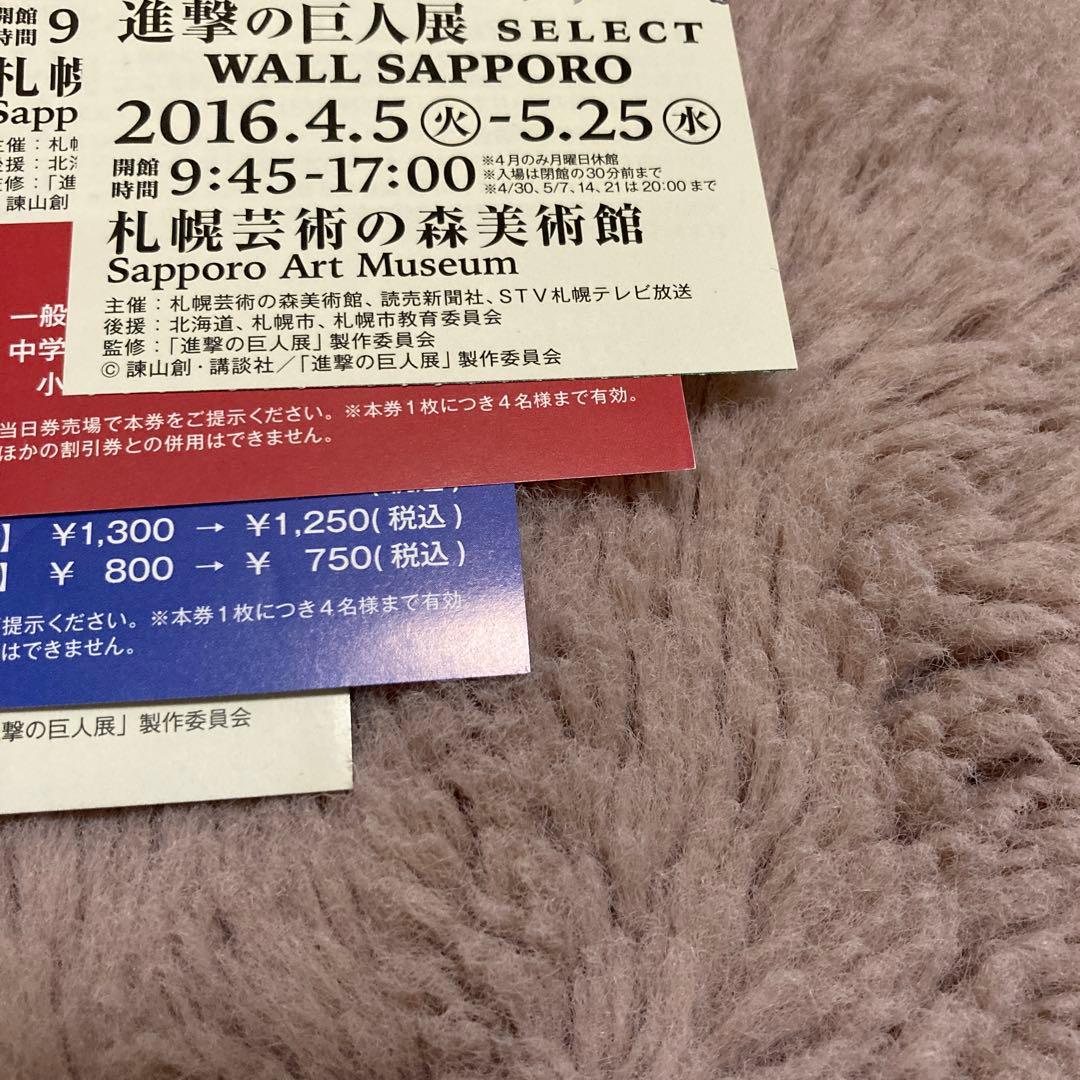 開館
時間 9
札幌
Sapp
主催：札幌
後援：北海
監修：「進
諫山創
進撃の巨人展 SELECT
WALL SAPPORO
2016.4.5㊋-5.25㊌
開館
時間 9:45-17:00
※4月のみ月曜日休館
※入場は閉館の30分前まで
※4/30、5/7、14、21は20:00まで
札幌芸術の森美術館
Sapporo Art Museum
主催：札幌芸術の森美術館、読売新聞社、STV札幌テレビ放送
後援：北海道、札幌市、札幌市教育委員会
監修：「進撃の巨人展」製作委員会
©諫山創・講談社／「進撃の巨人展」製作委員会
一般
中学
小
当日券売場で本券をご提示ください。※本券1枚につき4名様まで有効。
ほかの割引券との併用はできません。
】 ¥1,300 → ¥1,250(税込)
】 ¥ 800 → ¥ 750(税込)
提示ください。※本券1枚につき4名様まで有効
はできません。
撃の巨人展」製作委員会